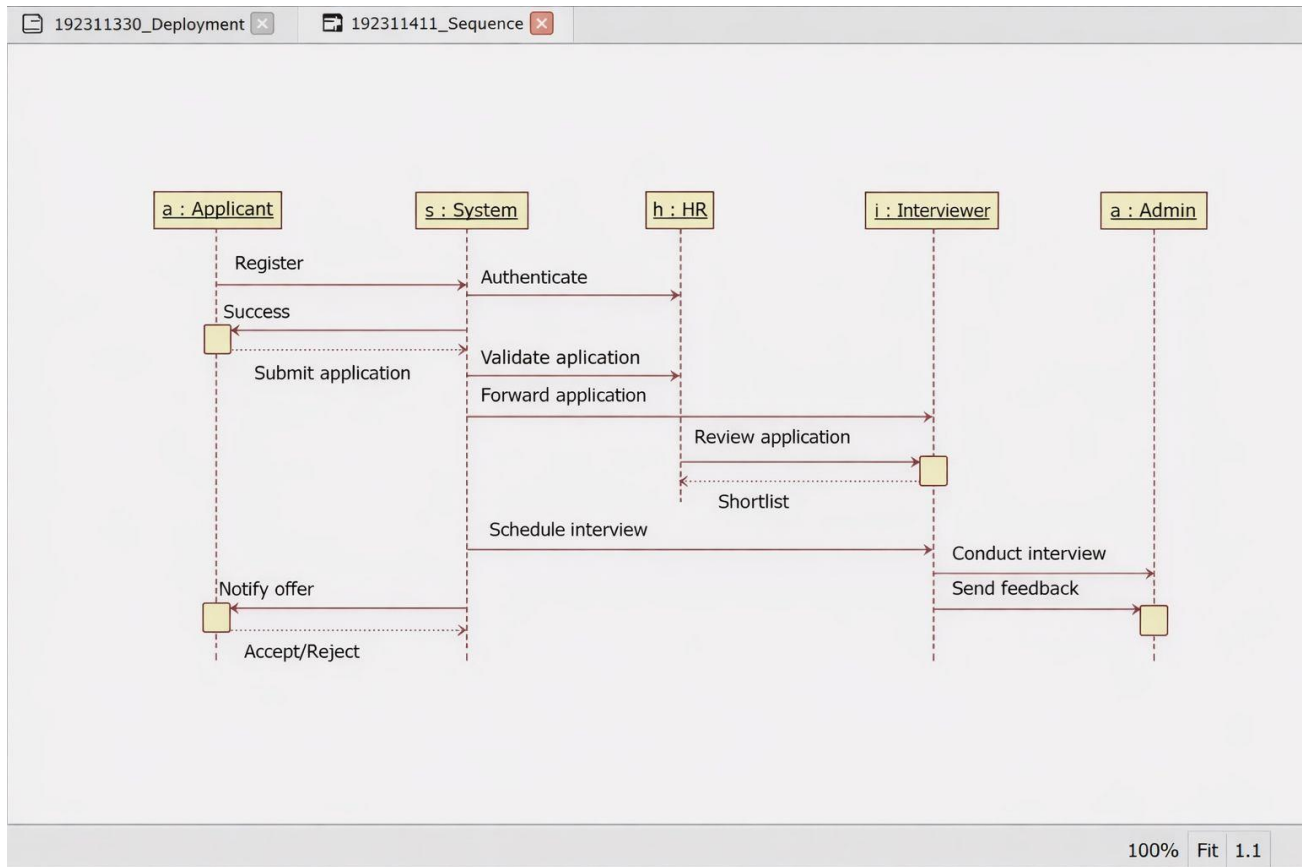 192311330_Deployment
192311411_Sequence
a : Applicant
s : System
h : HR
i : Interviewer
a : Admin
Register
Authenticate
Success
Submit application
Validate aplication
Forward application
Review application
Shortlist
Schedule interview
Conduct interview
Notify offer
Send feedback
Accept/Reject
100% Fit 1.1